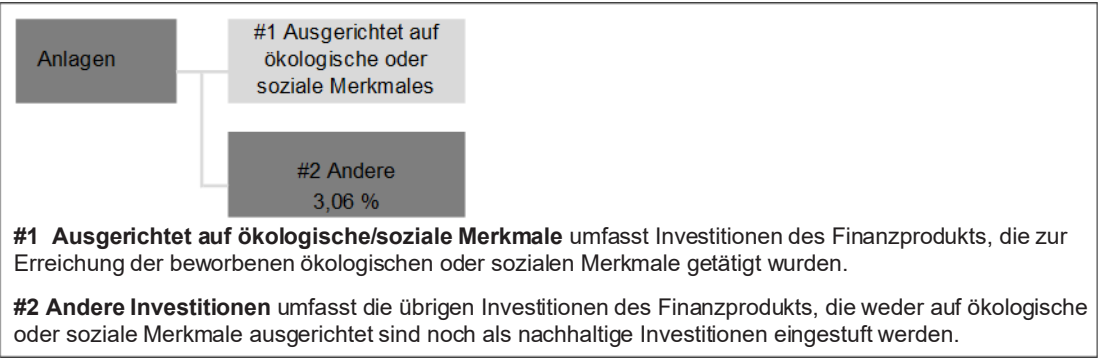 Anlagen
#1 Ausgerichtet auf
ökologische oder
soziale Merkmales
#2 Andere
3,06 %
#1 Ausgerichtet auf ökologische/soziale Merkmale umfasst Investitionen des Finanzprodukts, die zur
Erreichung der beworbenen ökologischen oder sozialen Merkmale getätigt wurden.
#2 Andere Investitionen umfasst die übrigen Investitionen des Finanzprodukts, die weder auf ökologische
oder soziale Merkmale ausgerichtet sind noch als nachhaltige Investitionen eingestuft werden.